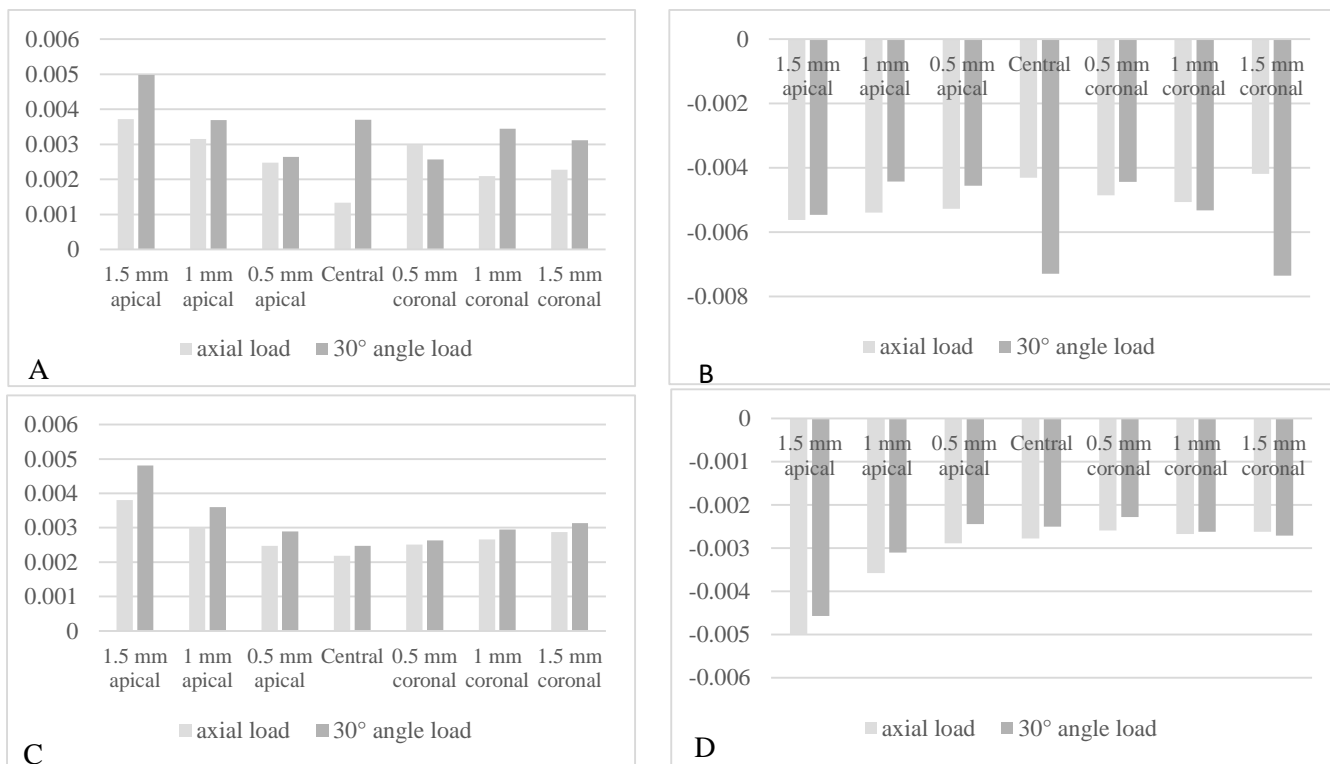 0.006
0.005
0.004
0.003
0.002
0.001
0
1.5 mm apical
1 mm apical
0.5 mm apical
Central
0.5 mm coronal
1 mm coronal
1.5 mm coronal
axial load
30° angle load
A
0
-0.002
-0.004
-0.006
-0.008
1.5 mm apical
1 mm apical
0.5 mm apical
Central
0.5 mm coronal
1 mm coronal
1.5 mm coronal
axial load
30° angle load
B
0.006
0.005
0.004
0.003
0.002
0.001
0
1.5 mm apical
1 mm apical
0.5 mm apical
Central
0.5 mm coronal
1 mm coronal
1.5 mm coronal
axial load
30° angle load
C
0
-0.001
-0.002
-0.003
-0.004
-0.005
-0.006
1.5 mm apical
1 mm apical
0.5 mm apical
Central
0.5 mm coronal
1 mm coronal
1.5 mm coronal
axial load
30° angle load
D